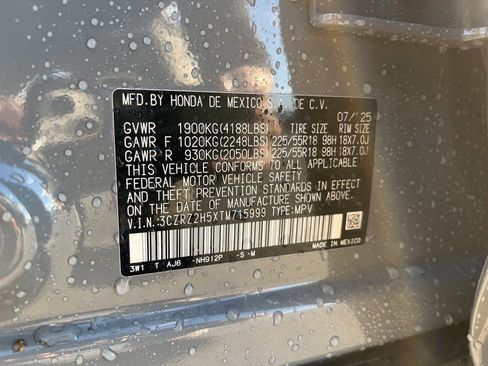 MFD.BY HONDA DE MEXICO,S.A.DE C.V.
07/'25
GVWR 1900KG(4188LBS) TIRE SIZE RIM SIZE
GAWR F 1020KG(2248LBS) 225/55R18 98H 18X7.0J
GAWR R 930KG(2050LBS) 225/55R18 98H 18X7.0J
THIS VEHICLE CONFORMS TO ALL APPLICABLE
FEDERAL MOTOR VEHICLE SAFETY, BUMPER,
AND THEFT PREVENTION STANDARDS IN EFFECT
ON THE DATE OF MANUFACTURE SHOWN ABOVE.
V.I.N.:3CZRZ2H5XTM715999 TYPE:MPV
3W1 T AJ6 -NH912P -S -M MADE IN MEXICO